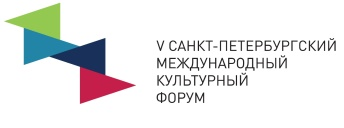 V САНКТ-ПЕТЕРБУРГСКИЙ
МЕЖДУНАРОДНЫЙ
КУЛЬТУРНЫЙ
ФОРУМ